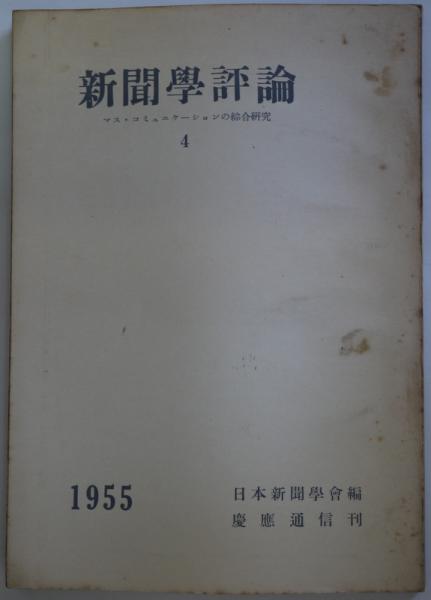 新聞學評論
マス・コミュニケーションの綜合研究
4
1955
日本新聞學會編
慶應通信刊